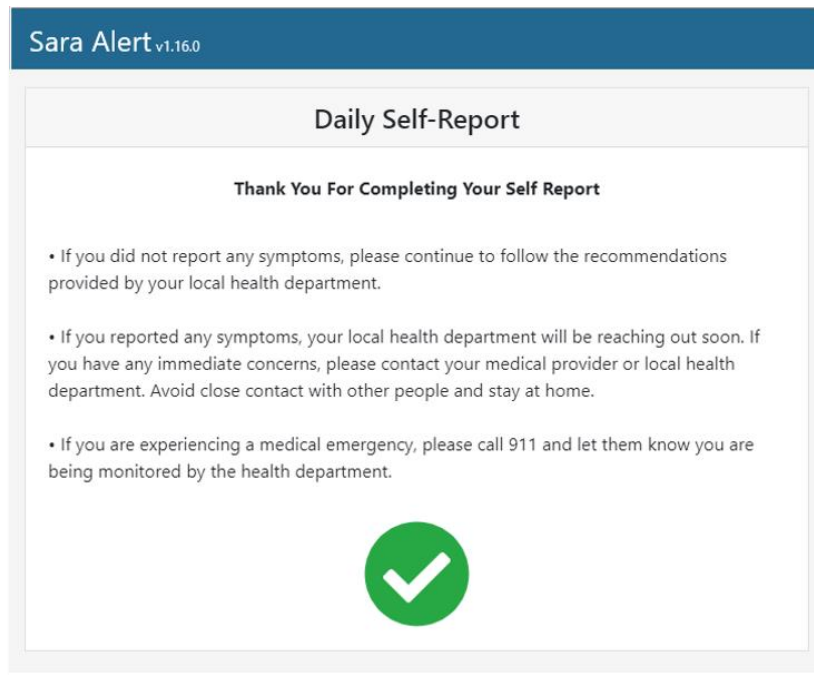 Sara Alert v1.16.0
Daily Self-Report
Thank You For Completing Your Self Report
• If you did not report any symptoms, please continue to follow the recommendations
provided by your local health department.
• If you reported any symptoms, your local health department will be reaching out soon. If
you have any immediate concerns, please contact your medical provider or local health
department. Avoid close contact with other people and stay at home.
• If you are experiencing a medical emergency, please call 911 and let them know you are
being monitored by the health department.